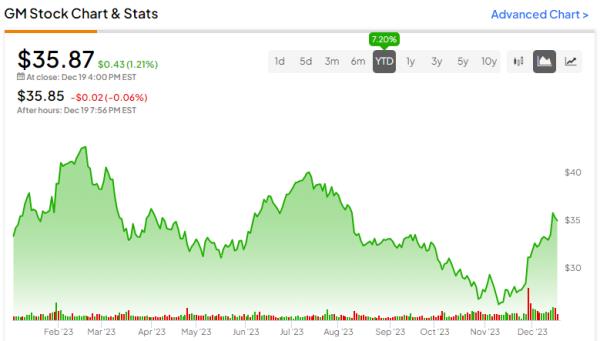 GM Stock Chart & Stats
Advanced Chart >
7.20%
$35.87 $0.43 (1.21%)
1d 5d 3m 6m YTD 1y 3y 5y 10y
At close: Dec 19 4:00 PM EST
$35.85 -$0.02 (-0.06%)
After hours: Dec 19 7:56 PM EST
$40
$35
$30
Feb '23 Mar '23 Apr '23 May '23 Jun '23 Jul '23 Aug '23 Sep '23 Oct '23 Nov '23 Dec '23